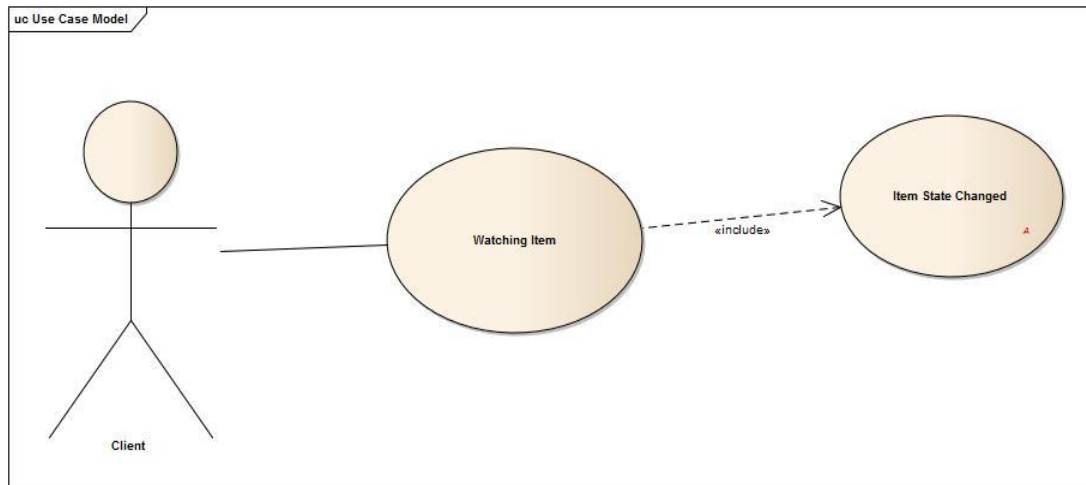 uc Use Case Model
Item State Changed
A
Watching Item
«include»
Client